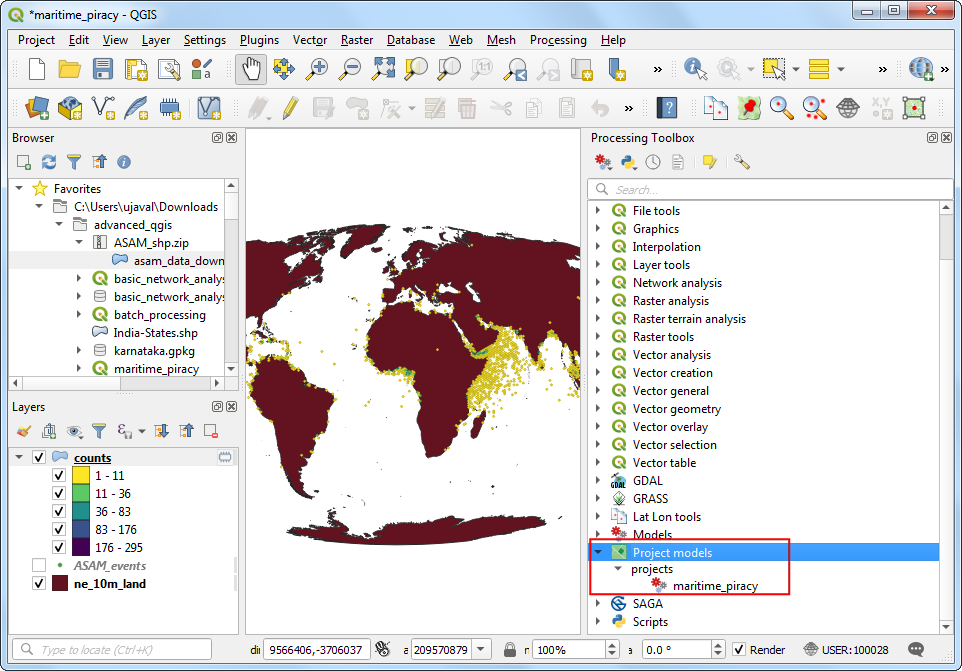 *maritime_piracy - QGIS
Project Edit View Layer Settings Plugins Vector Raster Database Web Mesh Processing Help
Browser
Favorites
C:\Users\ujaval\Downloads
advanced_qgis
ASAM_shp.zip
asam_data_down
basic_network_analys
basic_network_analys
batch_processing
India-States.shp
karnataka.gpkg
maritime_piracy
Layers
counts
1 - 11
11 - 36
36 - 83
83 - 176
176 - 295
ASAM_events
ne_10m_land
Processing Toolbox
Search...
File tools
Graphics
Interpolation
Layer tools
Network analysis
Raster analysis
Raster terrain analysis
Raster tools
Vector analysis
Vector creation
Vector general
Vector geometry
Vector overlay
Vector selection
Vector table
GDAL
GRASS
Lat Lon tools
Models
Project models
projects
maritime_piracy
SAGA
Scripts
Type to locate (Ctrl+K) 9566406,-3706037 a 209570879 100% a 0.0 ° Render USER:100028